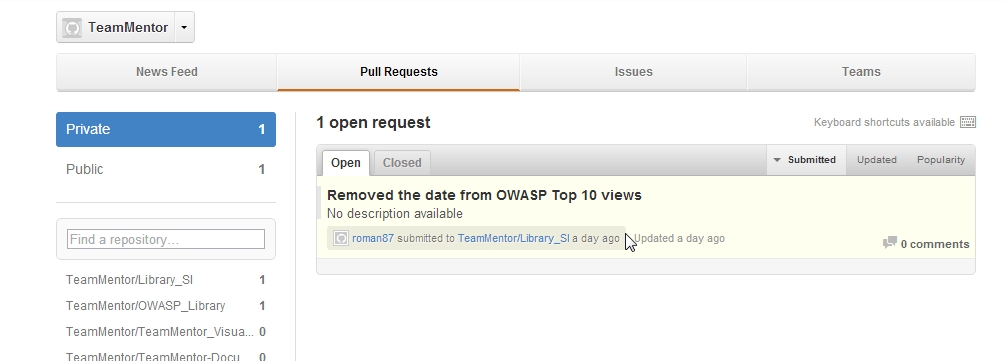 TeamMentor
News Feed
Pull Requests
Issues
Teams
Private 1
Public 1
Find a repository...
TeamMentor/Library_SI 1
TeamMentor/OWASP_Library 1
TeamMentor/TeamMentor_Visua... 0
TeamMentor/TeamMentor-Docu 0
1 open request
Keyboard shortcuts available
Open
Closed
Submitted
Updated
Popularity
Removed the date from OWASP Top 10 views
No description available
roman87 submitted to TeamMentor/Library_SI a day ago
Updated a day ago
0 comments